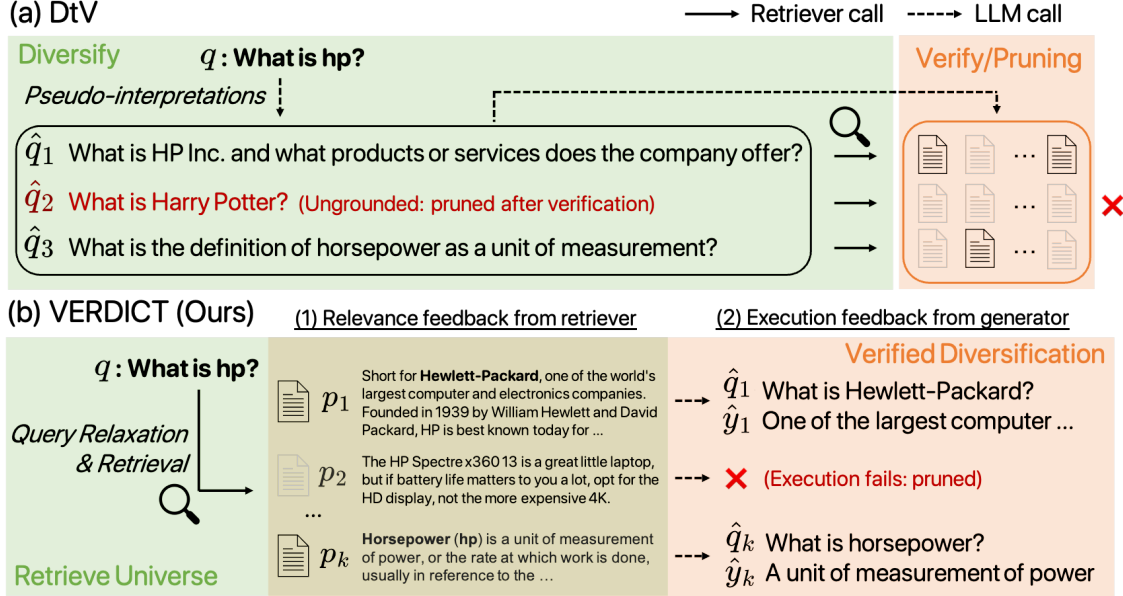 (a) DtV
Retriever call
LLM call
Diversify
q : What is hp?
Verify/Pruning
Pseudo-interpretations
q̂1 What is HP Inc. and what products or services does the company offer?
...
q̂2 What is Harry Potter? (Ungrounded: pruned after verification)
...
q̂3 What is the definition of horsepower as a unit of measurement?
...
(b) VERDICT (Ours)
(1) Relevance feedback from retriever
(2) Execution feedback from generator
Verified Diversification
q : What is hp?
Query Relaxation
& Retrieval
Retrieve Universe
p1
Short for Hewlett-Packard, one of the world's
largest computer and electronics companies.
Founded in 1939 by William Hewlett and David
Packard, HP is best known today for ...
q̂1 What is Hewlett-Packard?
ŷ1 One of the largest computer ...
p2
The HP Spectre x360 13 is a great little laptop,
but if battery life matters to you a lot, opt for the
HD display, not the more expensive 4K.
(Execution fails: pruned)
...
pk
Horsepower (hp) is a unit of measurement
of power, or the rate at which work is done,
usually in reference to the ...
q̂k What is horsepower?
ŷk A unit of measurement of power